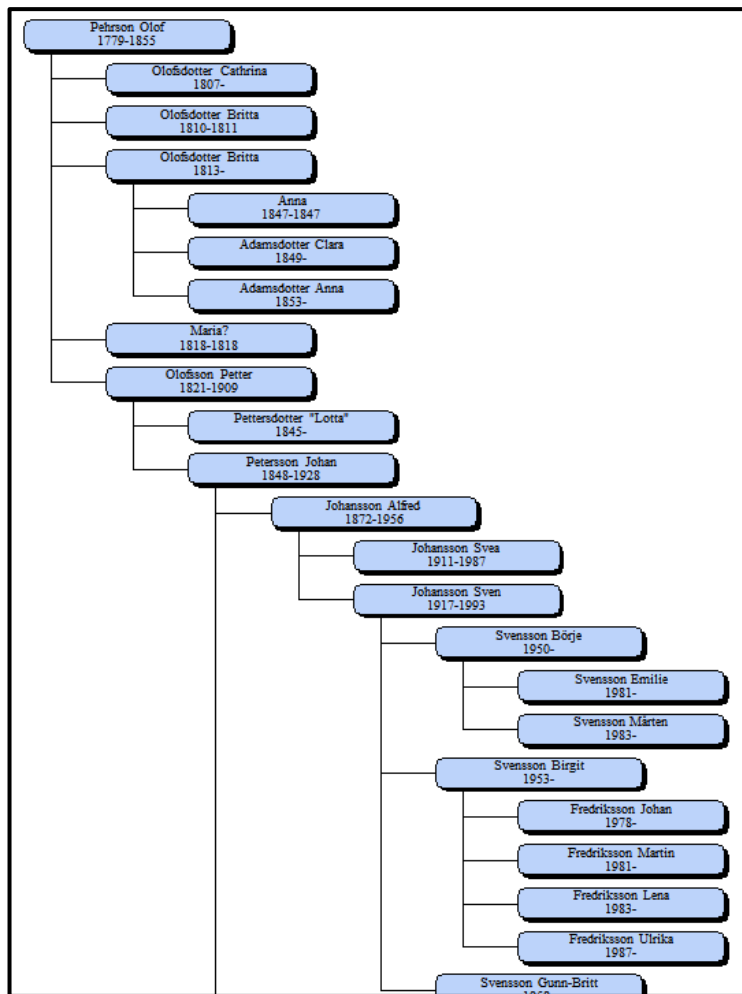 Pehrson Olof
1779-1855
Olofsdotter Cathrina
1807-
Olofsdotter Britta
1810-1811
Olofsdotter Britta
1813-
Anna
1847-1847
Adamsdotter Clara
1849-
Adamsdotter Anna
1853-
Maria?
1818-1818
Olofsson Petter
1821-1909
Pettersdotter "Lotta"
1845-
Petersson Johan
1848-1928
Johansson Alfred
1872-1956
Johansson Svea
1911-1987
Johansson Sven
1917-1993
Svensson Börje
1950-
Svensson Emilie
1981-
Svensson Mårten
1983-
Svensson Birgit
1953-
Fredriksson Johan
1978-
Fredriksson Martin
1981-
Fredriksson Lena
1983-
Fredriksson Ulrika
1987-
Svensson Gunn-Britt